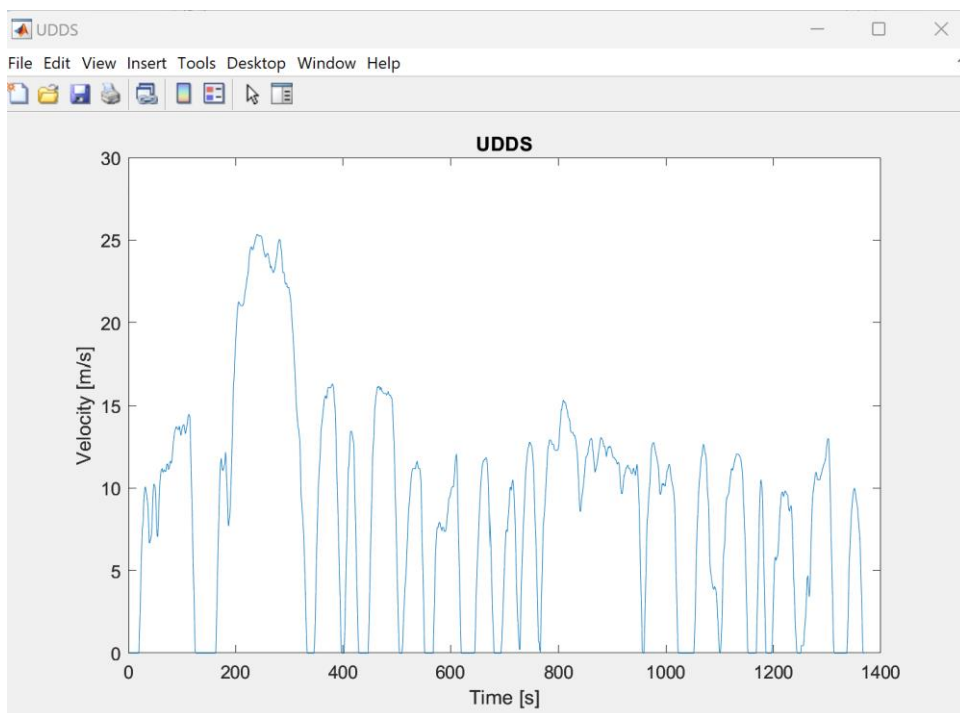 UDDS
File Edit View Insert Tools Desktop Window Help
UDDS
30
25
20
15
10
5
0
Velocity [m/s]
0 200 400 600 800 1000 1200 1400
Time [s]